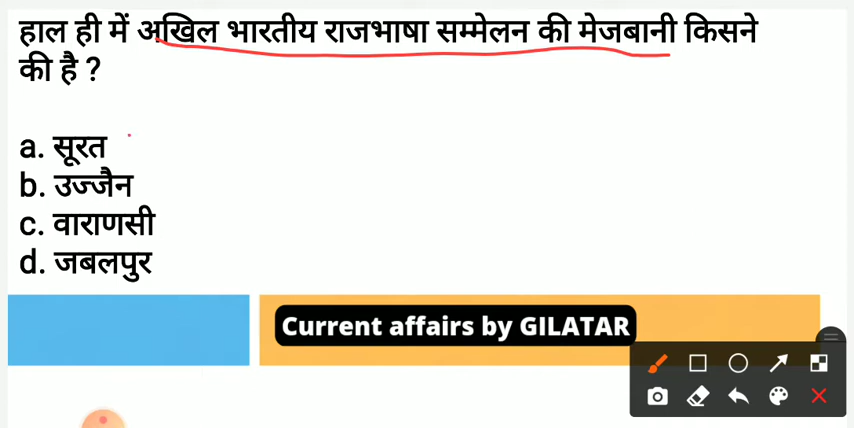 हाल ही में अखिल भारतीय राजभाषा सम्मेलन की मेजबानी किसने
की है ?
a. सूरत
b. उज्जैन
c. वाराणसी
d. जबलपुर
Current affairs by GILATAR